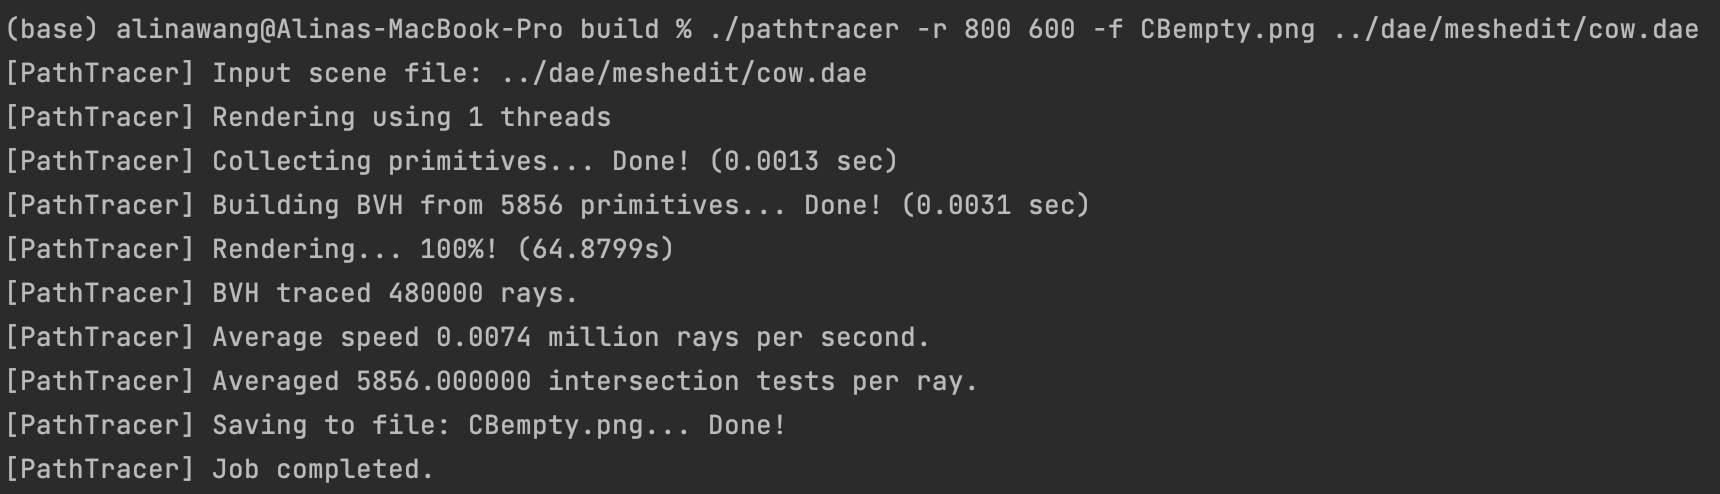 (base) alinawang@Alinas-MacBook-Pro build % ./pathtracer -r 800 600 -f CBempty.png ../dae/meshedit/cow.dae
[PathTracer] Input scene file: ../dae/meshedit/cow.dae
[PathTracer] Rendering using 1 threads
[PathTracer] Collecting primitives... Done! (0.0013 sec)
[PathTracer] Building BVH from 5856 primitives... Done! (0.0031 sec)
[PathTracer] Rendering... 100%! (64.8799s)
[PathTracer] BVH traced 480000 rays.
[PathTracer] Average speed 0.0074 million rays per second.
[PathTracer] Averaged 5856.000000 intersection tests per ray.
[PathTracer] Saving to file: CBempty.png... Done!
[PathTracer] Job completed.